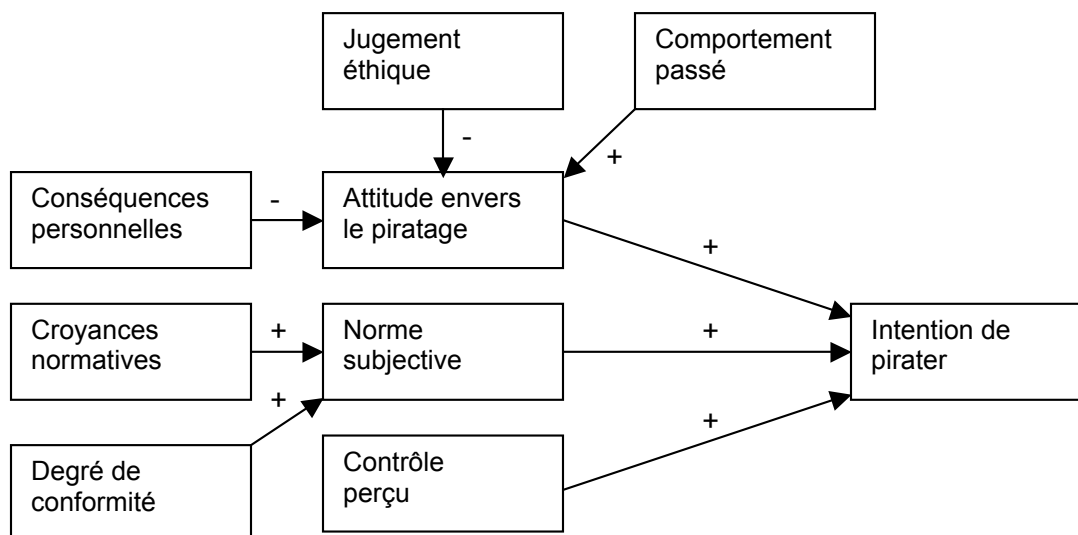 Jugement
éthique
Comportement
passé
-
+
Conséquences
personnelles
-
Attitude envers
le piratage
+
Croyances
normatives
+
Norme
subjective
+
Intention de
pirater
+
+
Degré de
conformité
Contrôle
perçu